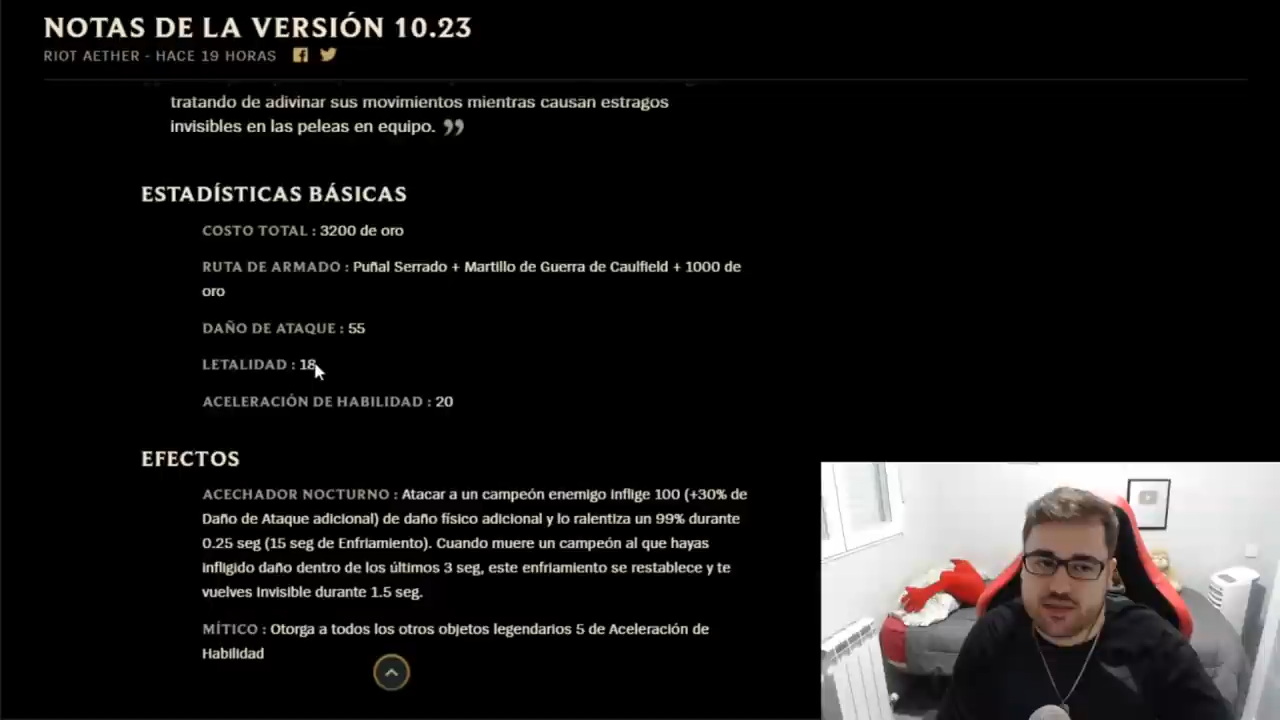 NOTAS DE LA VERSIÓN 10.23
RIOT AETHER - HACE 19 HORAS
tratando de adivinar sus movimientos mientras causan estragos
invisibles en las peleas en equipo. ”
ESTADÍSTICAS BÁSICAS
COSTO TOTAL : 3200 de oro
RUTA DE ARMADO : Puñal Serrado + Martillo de Guerra de Caulfield + 1000 de
oro
DAÑO DE ATAQUE : 55
LETALIDAD : 18
ACELERACIÓN DE HABILIDAD : 20
EFECTOS
ACECHADOR NOCTURNO : Atacar a un campeón enemigo inflige 100 (+30% de
Daño de Ataque adicional) de daño físico adicional y lo ralentiza un 99% durante
0.25 seg (15 seg de Enfriamiento). Cuando muere un campeón al que hayas
infligido daño dentro de los últimos 3 seg, este enfriamiento se restablece y te
vuelves Invisible durante 1.5 seg.
MÍTICO : Otorga a todos los otros objetos legendarios 5 de Aceleración de
Habilidad